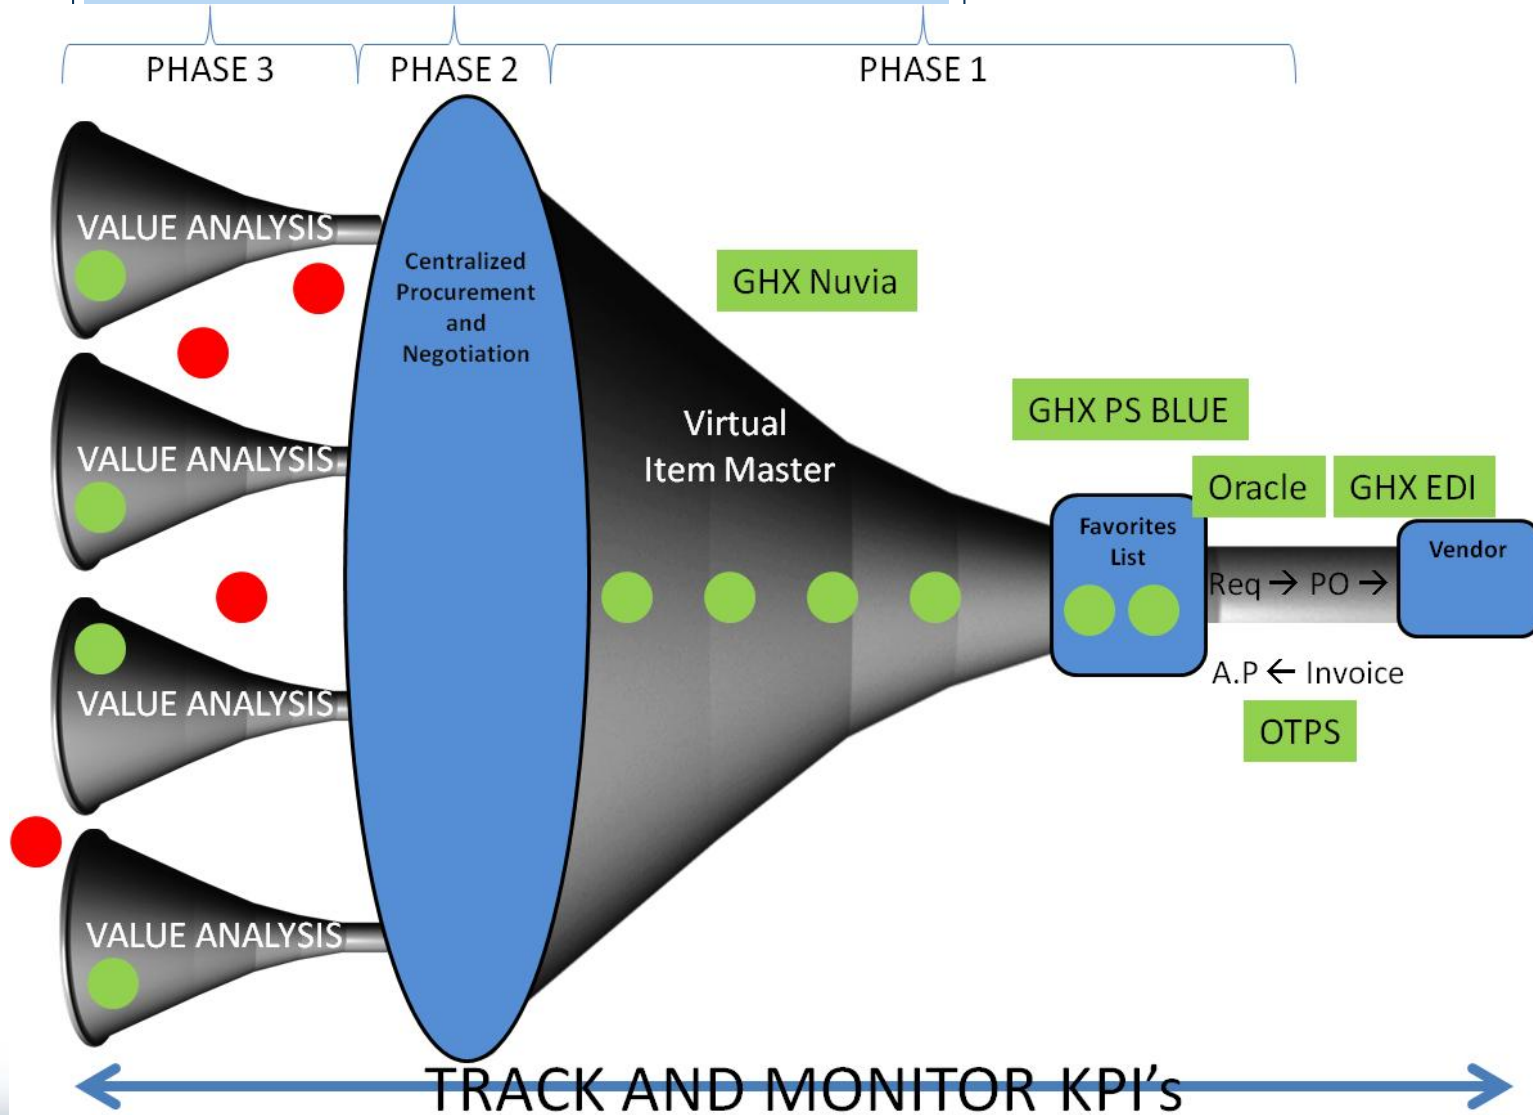 PHASE 3
PHASE 2
PHASE 1
VALUE ANALYSIS
Centralized
Procurement
and
Negotiation
GHX Nuvia
GHX PS BLUE
Virtual
Item Master
VALUE ANALYSIS
Oracle
GHX EDI
Favorites
List
Vendor
Req → PO →
A.P ← Invoice
VALUE ANALYSIS
OTPS
VALUE ANALYSIS
TRACK AND MONITOR KPI's